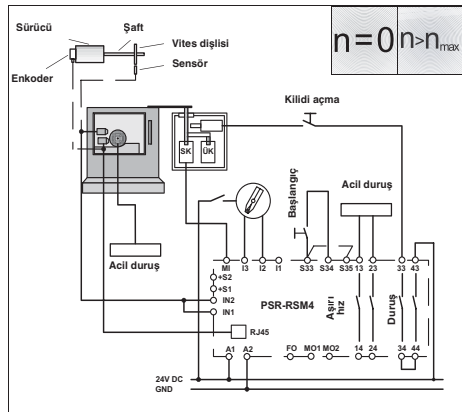 Sürücü
Şaft
Vites dişlisi
Enkoder
Sensör
n=0
n>nmax
Kilidi açma
SK
ÜK
Başlangıç
Acil duruş
Acil duruş
MI I3 I2 I1 S33 S34 S35 13 23 33 43
+S2
+S1
IN2
IN1
PSR-RSM4
Aşırı hız
Duruş
RJ45
A1 A2 FO MO1 MO2 14 24 34 44
24V DC
GND